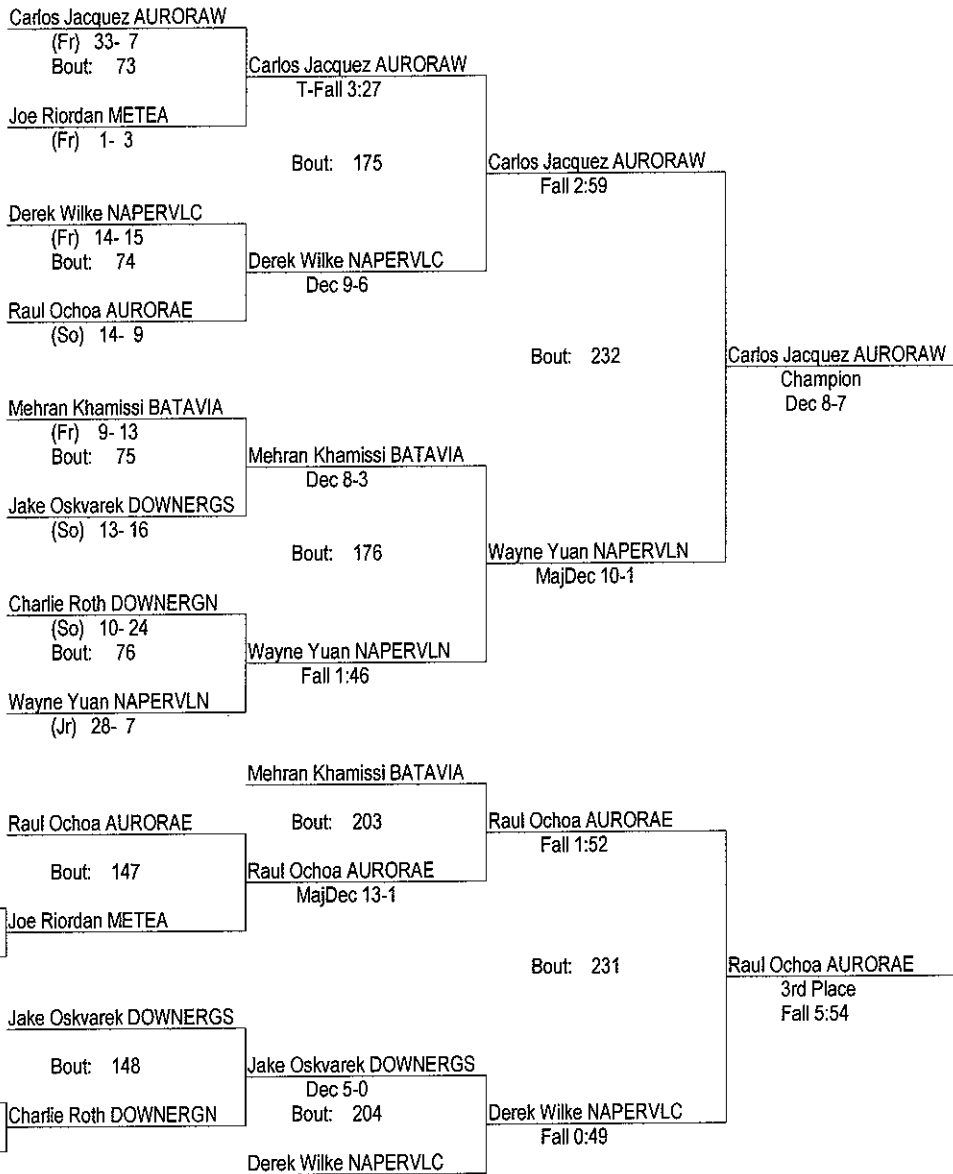 Carlos Jacquez AURORAW
(Fr) 33- 7
Bout: 73
Joe Riordan METEA
(Fr) 1- 3
Carlos Jacquez AURORAW
T-Fall 3:27
Bout: 175
Derek Wilke NAPERVLC
(Fr) 14- 15
Bout: 74
Raul Ochoa AURORAE
(So) 14- 9
Derek Wilke NAPERVLC
Dec 9-6
Carlos Jacquez AURORAW
Fall 2:59
Bout: 232
Mehran Khamissi BATAVIA
(Fr) 9- 13
Bout: 75
Jake Oskvarek DOWNERGS
(So) 13- 16
Mehran Khamissi BATAVIA
Dec 8-3
Bout: 176
Charlie Roth DOWNERGN
(So) 10- 24
Bout: 76
Wayne Yuan NAPERVLN
(Jr) 28- 7
Wayne Yuan NAPERVLN
Fall 1:46
Wayne Yuan NAPERVLN
MajDec 10-1
Carlos Jacquez AURORAW
Champion
Dec 8-7
Mehran Khamissi BATAVIA
Bout: 203
Raul Ochoa AURORAE
Bout: 147
Joe Riordan METEA
Raul Ochoa AURORAE
MajDec 13-1
Raul Ochoa AURORAE
Fall 1:52
Bout: 231
Jake Oskvarek DOWNERGS
Bout: 148
Charlie Roth DOWNERGN
Jake Oskvarek DOWNERGS
Dec 5-0
Bout: 204
Derek Wilke NAPERVLC
Derek Wilke NAPERVLC
Fall 0:49
Raul Ochoa AURORAE
3rd Place
Fall 5:54